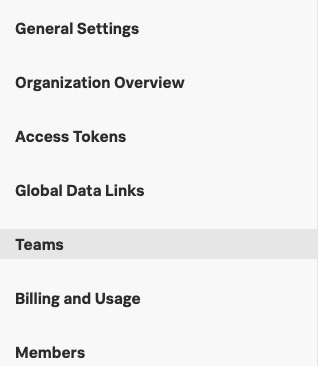 General Settings
Organization Overview
Access Tokens
Global Data Links
Teams
Billing and Usage
Members